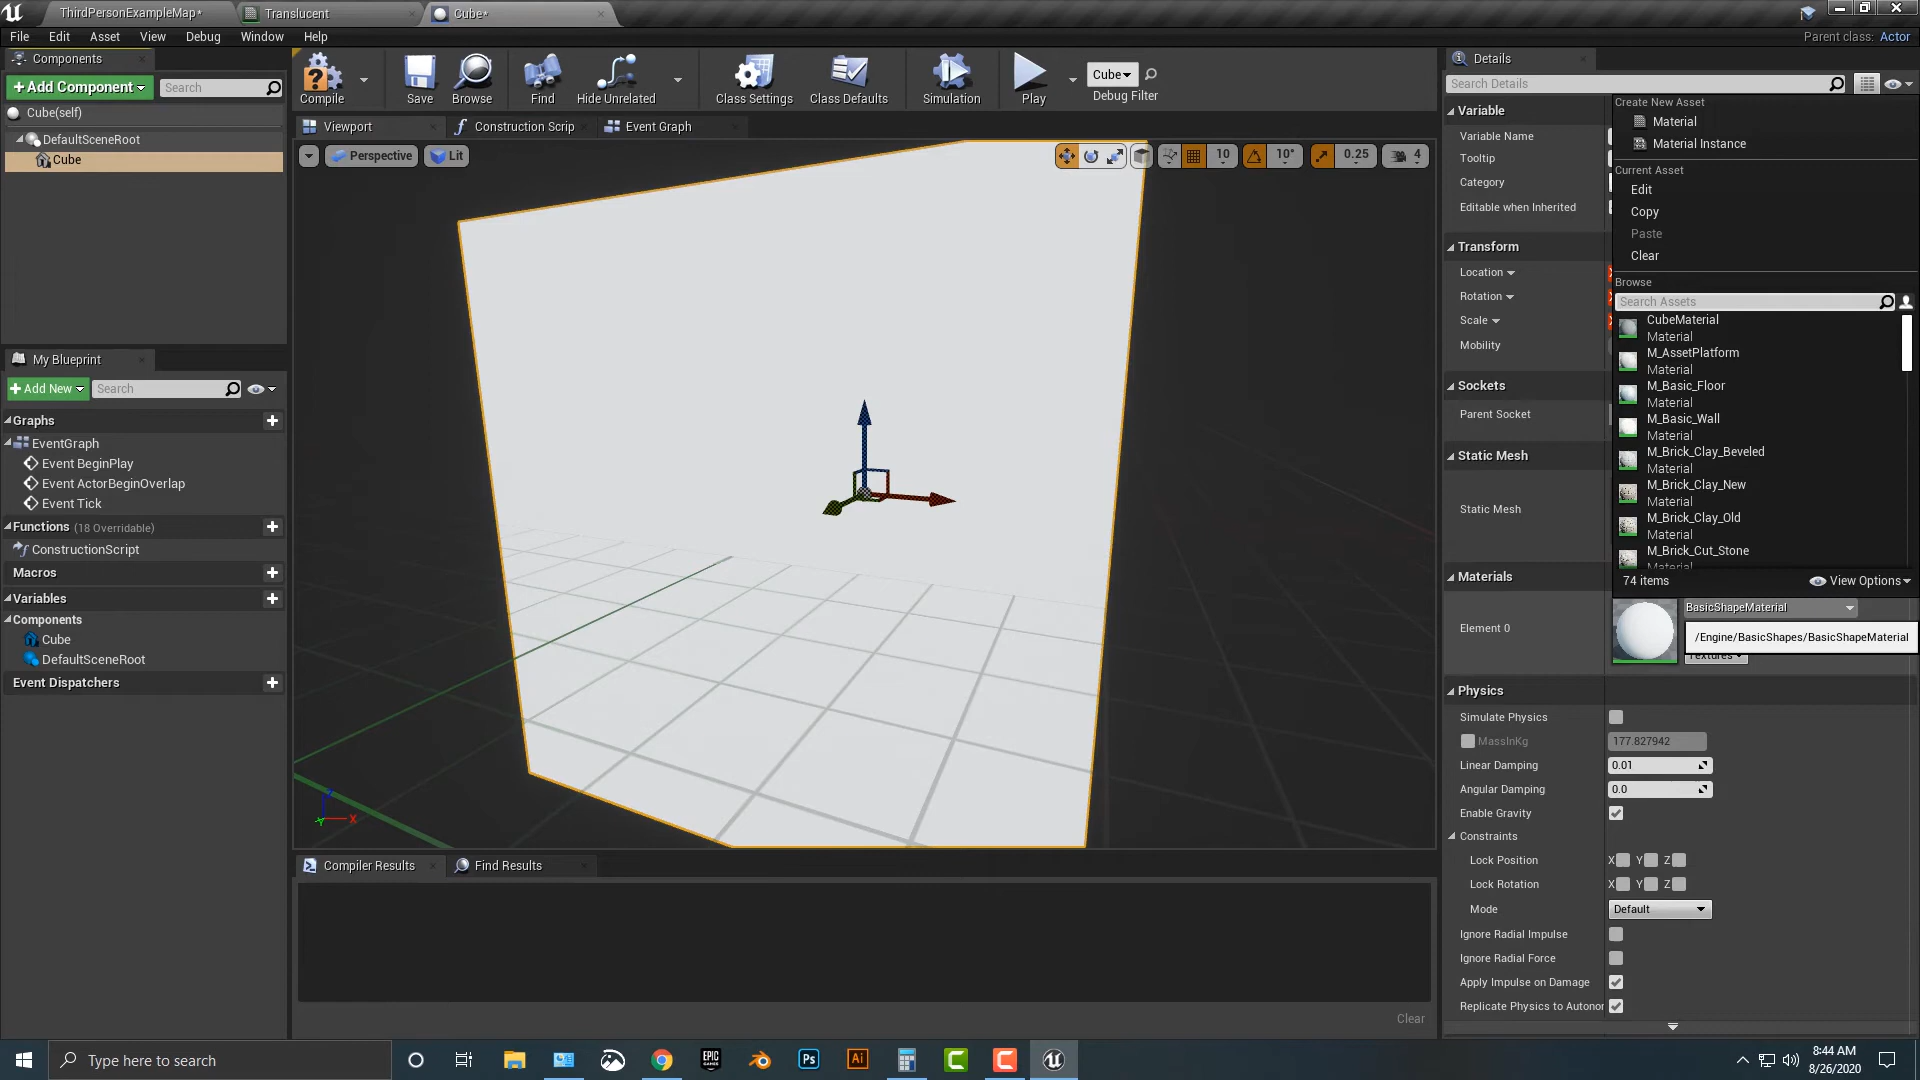 ThirdPersonExampleMap*
Translucent
Cube*
File Edit Asset View Debug Window Help
Parent class: Actor
Components
+Add Component
Search
Cube(self)
DefaultSceneRoot
Cube
Compile
Save
Browse
Find
Hide Unrelated
Class Settings
Class Defaults
Simulation
Play
Cube
Debug Filter
Viewport
Construction Scrip
Event Graph
Perspective
Lit
10
10°
0.25
4
My Blueprint
+Add New
Search
Graphs
EventGraph
Event BeginPlay
Event ActorBeginOverlap
Event Tick
Functions (18 Overridable)
ConstructionScript
Macros
Variables
Components
Cube
DefaultSceneRoot
Event Dispatchers
X
Compiler Results
Find Results
Clear
Details
Search Details
Variable
Variable Name
Tooltip
Category
Editable when Inherited
Transform
Location
Rotation
Scale
Mobility
Sockets
Parent Socket
Static Mesh
Static Mesh
Materials
Element 0
Create New Asset
Material
Material Instance
Current Asset
Edit
Copy
Paste
Clear
Browse
Search Assets
CubeMaterial
Material
M_AssetPlatform
Material
M_Basic_Floor
Material
M_Basic_Wall
Material
M_Brick_Clay_Beveled
Material
M_Brick_Clay_New
Material
M_Brick_Clay_Old
Material
M_Brick_Cut_Stone
Material
74 items
View Options
BasicShapeMaterial
/Engine/BasicShapes/BasicShapeMaterial
Textures
Physics
Simulate Physics
MassInKg 177.827942
Linear Damping 0.01
Angular Damping 0.0
Enable Gravity
Constraints
Lock Position X Y Z
Lock Rotation X Y Z
Mode Default
Ignore Radial Impulse
Ignore Radial Force
Apply Impulse on Damage
Replicate Physics to Autonor
Type here to search
EPIC GAMES
Ps
Ai
8:44 AM
8/26/2020